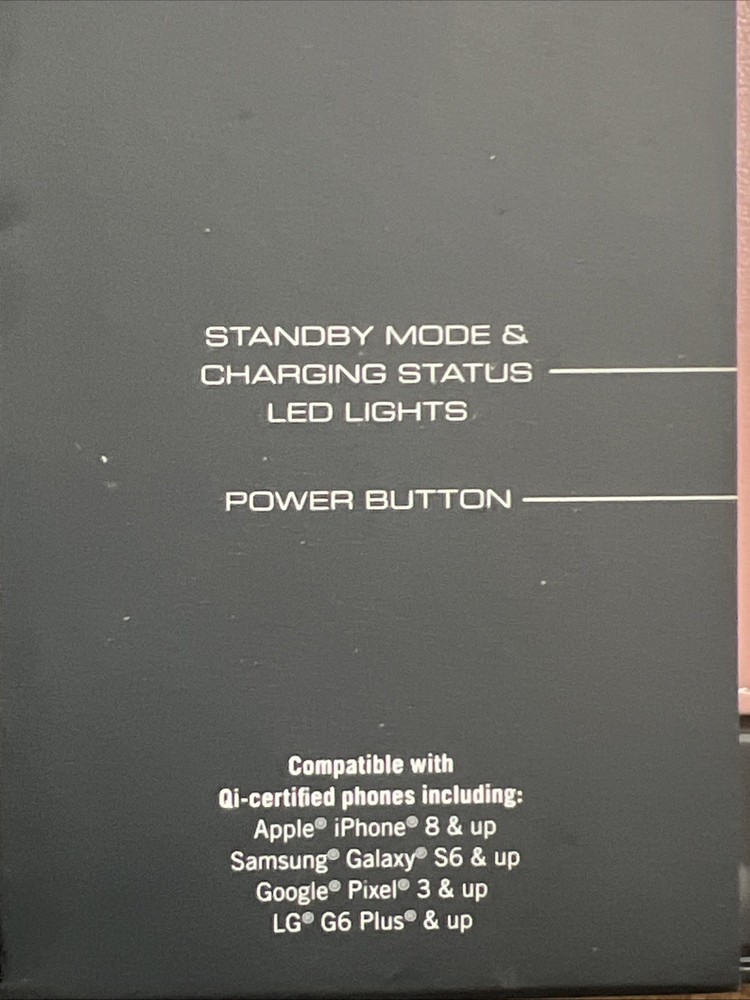 STANDBY MODE &
CHARGING STATUS
LED LIGHTS
POWER BUTTON
Compatible with
Qi-certified phones including:
Apple® iPhone® 8 & up
Samsung® Galaxy® S6 & up
Google® Pixel® 3 & up
LG® G6 Plus® & up